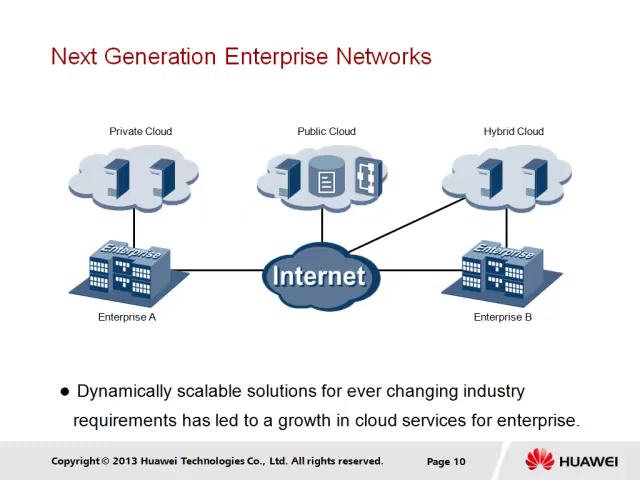 Next Generation Enterprise Networks
Private Cloud
Public Cloud
Hybrid Cloud
Enterprise
Internet
Enterprise
Enterprise A
Enterprise B
● Dynamically scalable solutions for ever changing industry
requirements has led to a growth in cloud services for enterprise.
Copyright © 2013 Huawei Technologies Co., Ltd. All rights reserved.
Page 10
HUAWEI